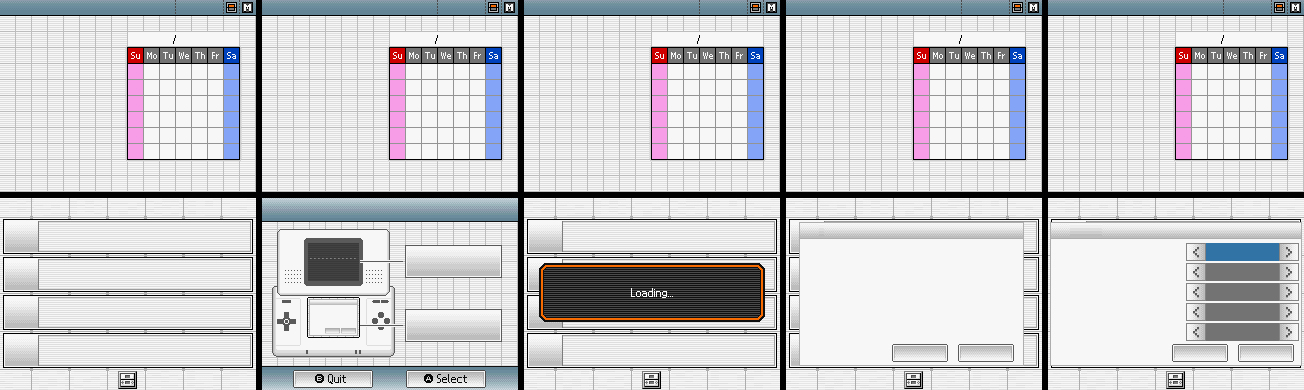 M M M M M
/ / / / /
Su Mo Tu We Th Fr Sa Su Mo Tu We Th Fr Sa Su Mo Tu We Th Fr Sa Su Mo Tu We Th Fr Sa Su Mo Tu We Th Fr Sa
Loading...
B Quit A Select